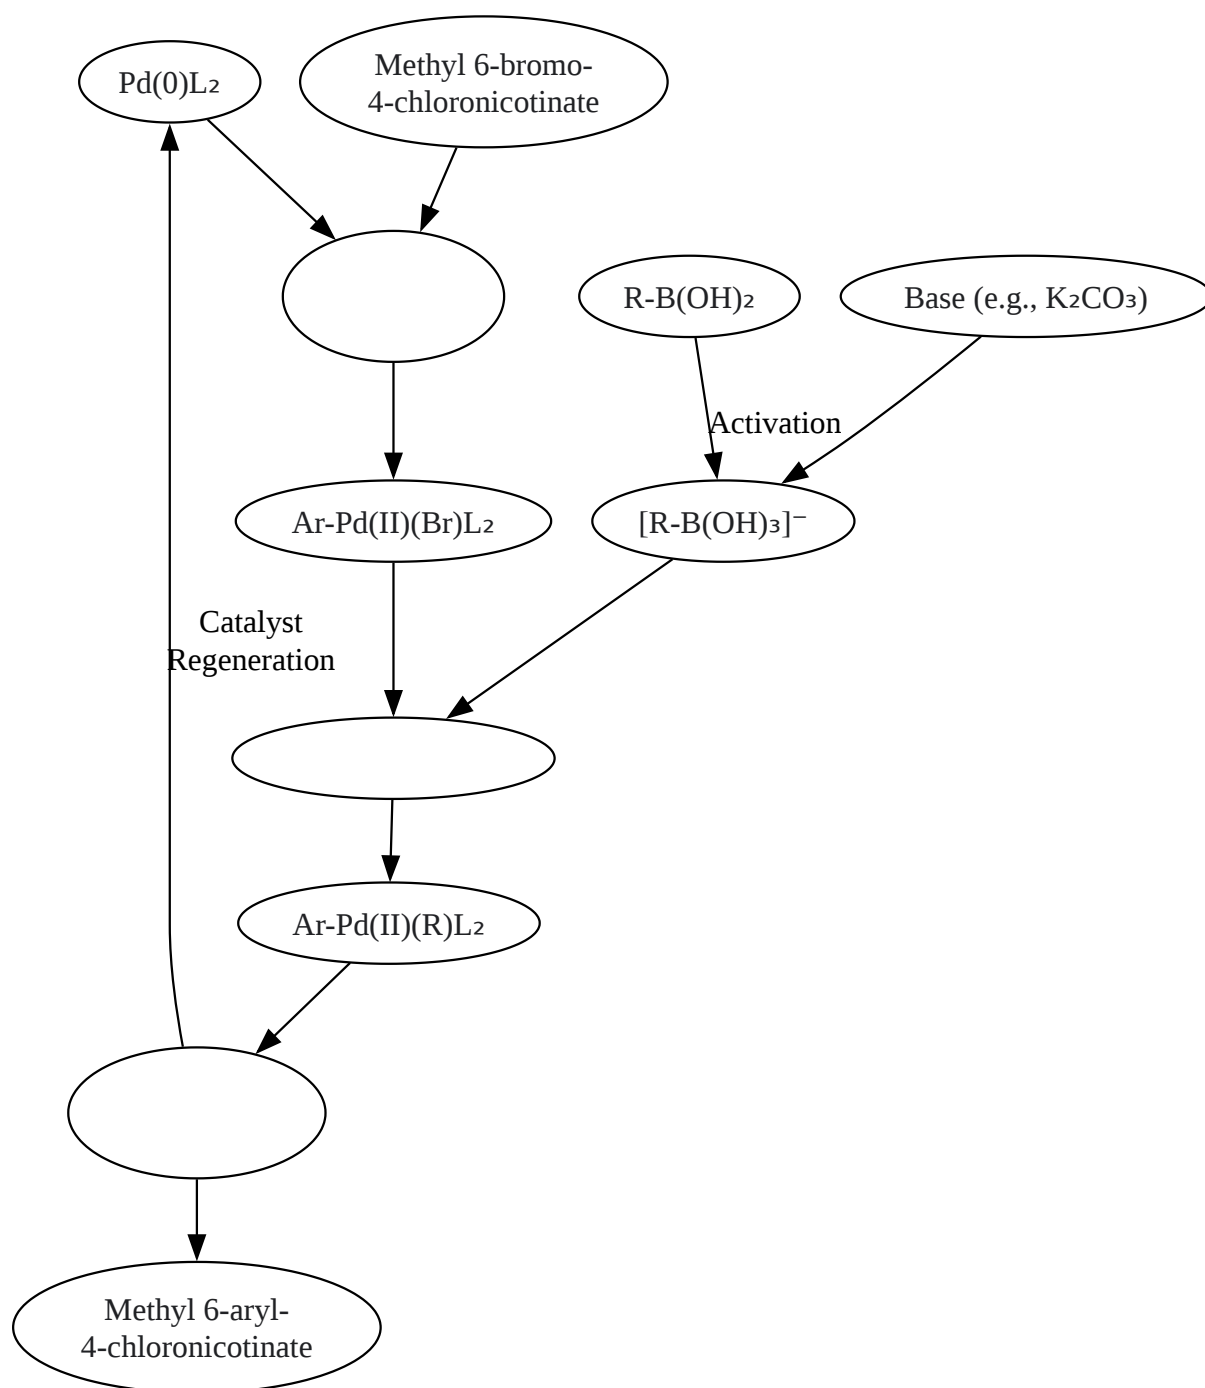 Pd(0)L₂
Methyl 6-bromo-
4-chloronicotinate
R-B(OH)₂
Base (e.g., K₂CO₃)
Activation
Ar-Pd(II)(Br)L₂
[R-B(OH)₃]⁻
Catalyst
Regeneration
Ar-Pd(II)(R)L₂
Methyl 6-aryl-
4-chloronicotinate